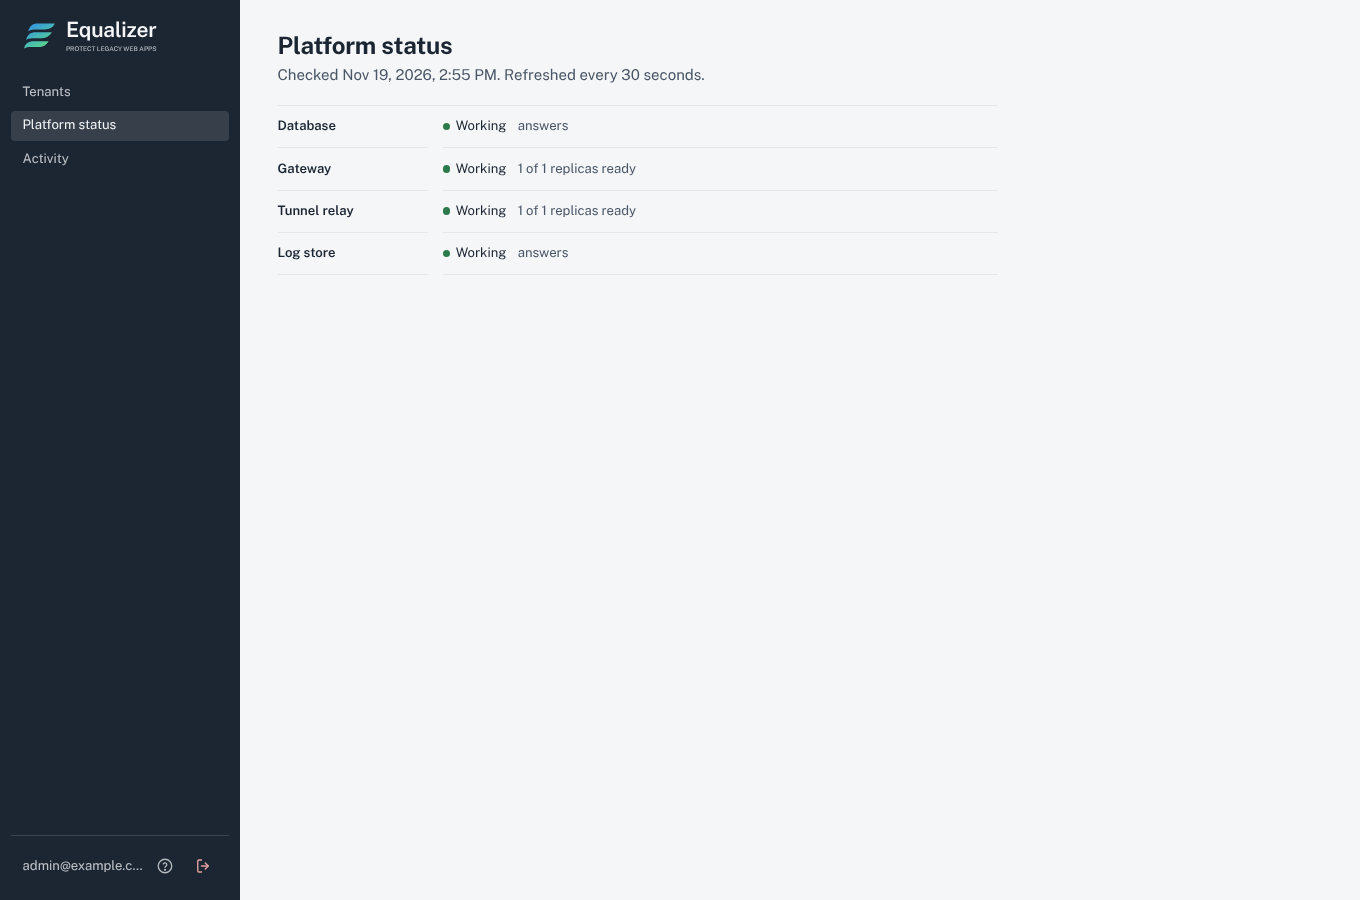 Equalizer
PROTECT LEGACY WEB APPS
Tenants
Platform status
Activity
admin@example.c...
Platform status
Checked Nov 19, 2026, 2:55 PM. Refreshed every 30 seconds.
Database Working answers
Gateway Working 1 of 1 replicas ready
Tunnel relay Working 1 of 1 replicas ready
Log store Working answers